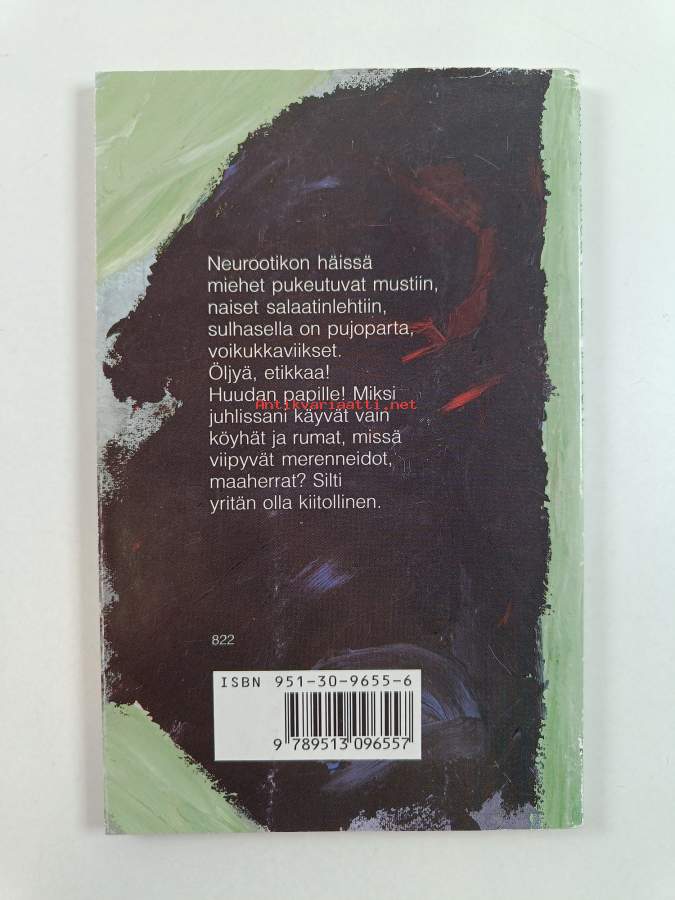 Neurootikon häissä
miehet pukeutuvat mustiin,
naiset salaatinlehtiin,
sulhasella on pujoparta,
voikukkaviikset.
Öljyä, etikkaa!
Huudan papille! Miksi
Antikvariaatti.net
juhlissani käyvät vain
köyhät ja rumat, missä
viipyvät merenneidot,
maaherrat? Silti
yritän olla kiitollinen.
822
ISBN 951-30-9655-6
9 789513 096557